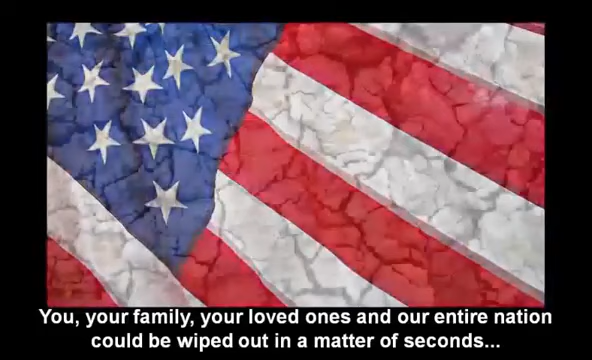 You, your family, your loved ones and our entire nation
could be wiped out in a matter of seconds...